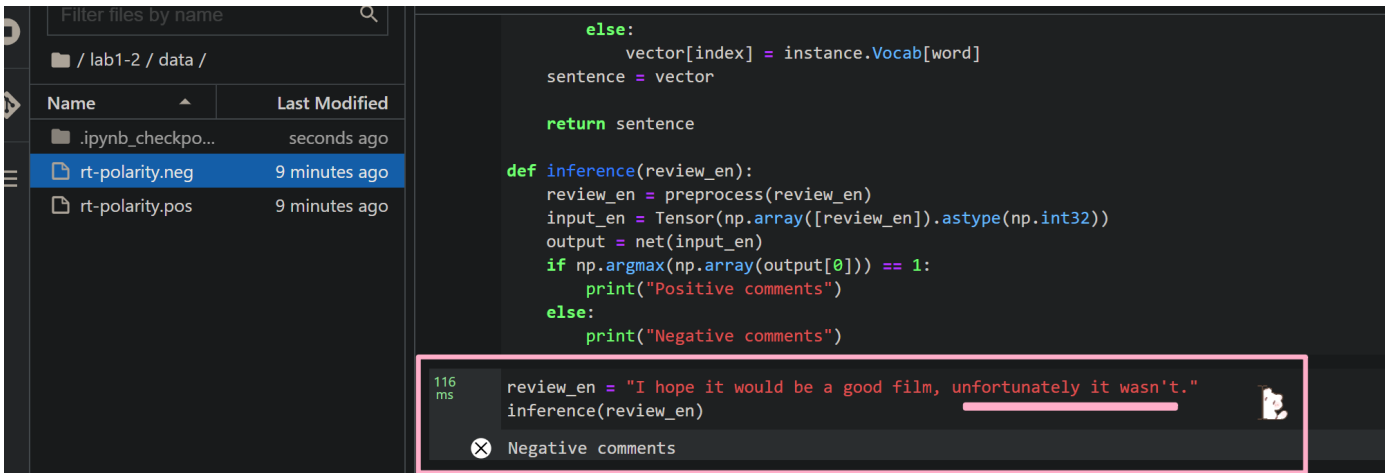 Filter files by name
/ lab1-2 / data /
Name Last Modified
.ipynb_checkpo... seconds ago
rt-polarity.neg 9 minutes ago
rt-polarity.pos 9 minutes ago
else:
vector[index] = instance.Vocab[word]
sentence = vector
return sentence
def inference(review_en):
review_en = preprocess(review_en)
input_en = Tensor(np.array([review_en]).astype(np.int32))
output = net(input_en)
if np.argmax(np.array(output[0])) == 1:
print("Positive comments")
else:
print("Negative comments")
116
ms
review_en = "I hope it would be a good film, unfortunately it wasn't."
inference(review_en)
Negative comments